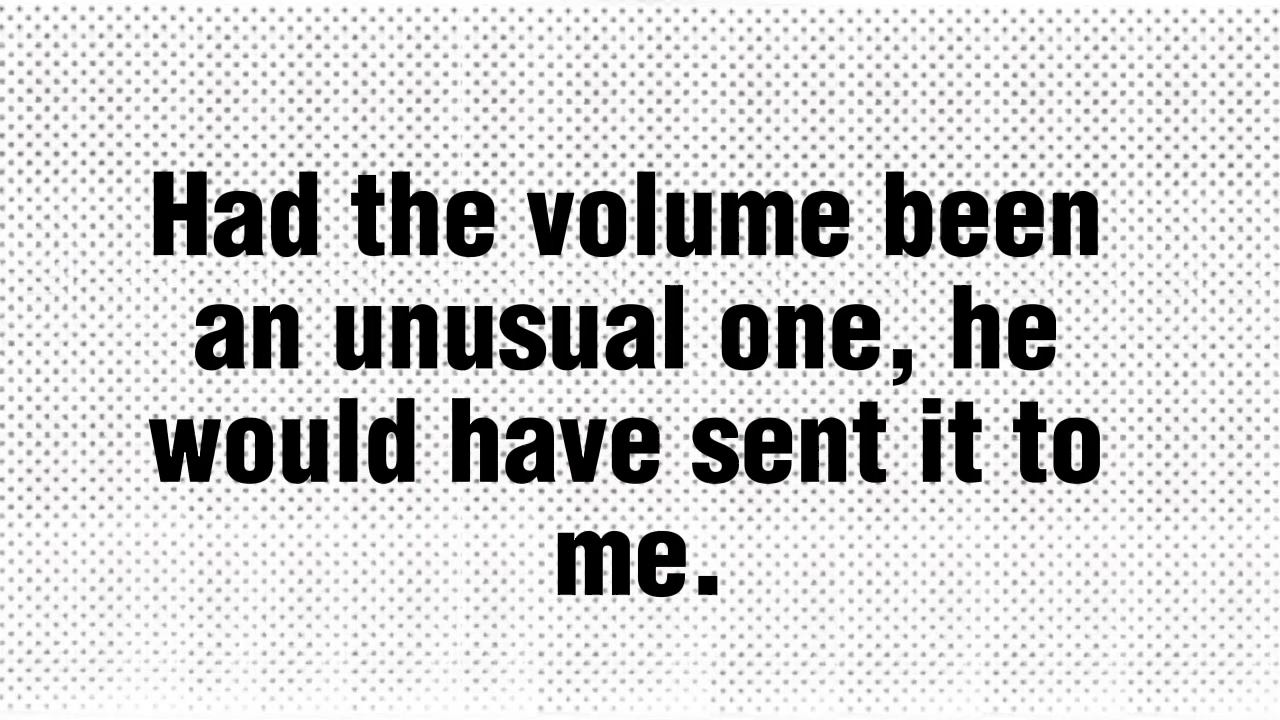 Had the volume been
an unusual one, he
would have sent it to
me.